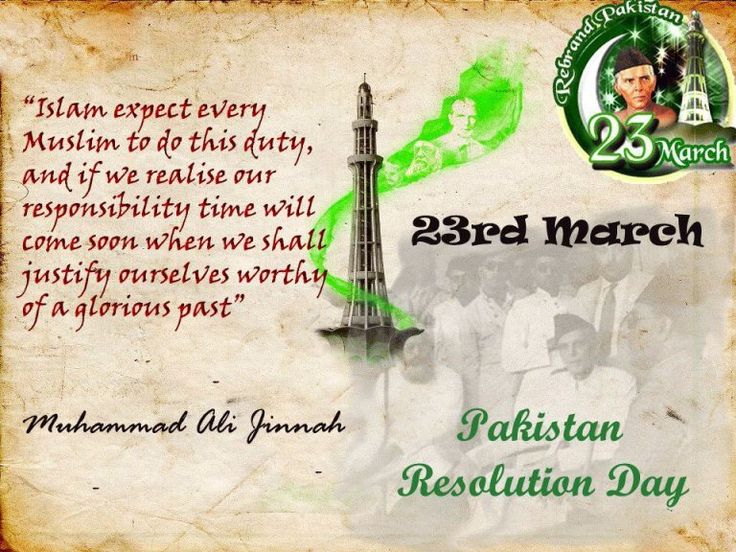 “Islam expect every
Muslim to do this duty,
and if we realise our
responsibility time will
come soon when we shall
justify ourselves worthy
of a glorious past”
Muhammad Ali Jinnah
Rebrand Pakistan
23 March
23rd March
Pakistan
Resolution Day